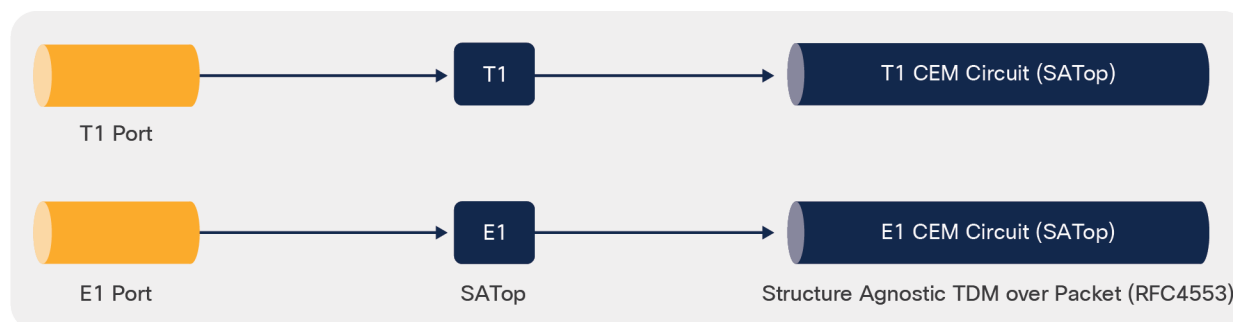 T1
T1 CEM Circuit (SATop)
T1 Port
E1
E1 CEM Circuit (SATop)
E1 Port
SATop
Structure Agnostic TDM over Packet (RFC4553)